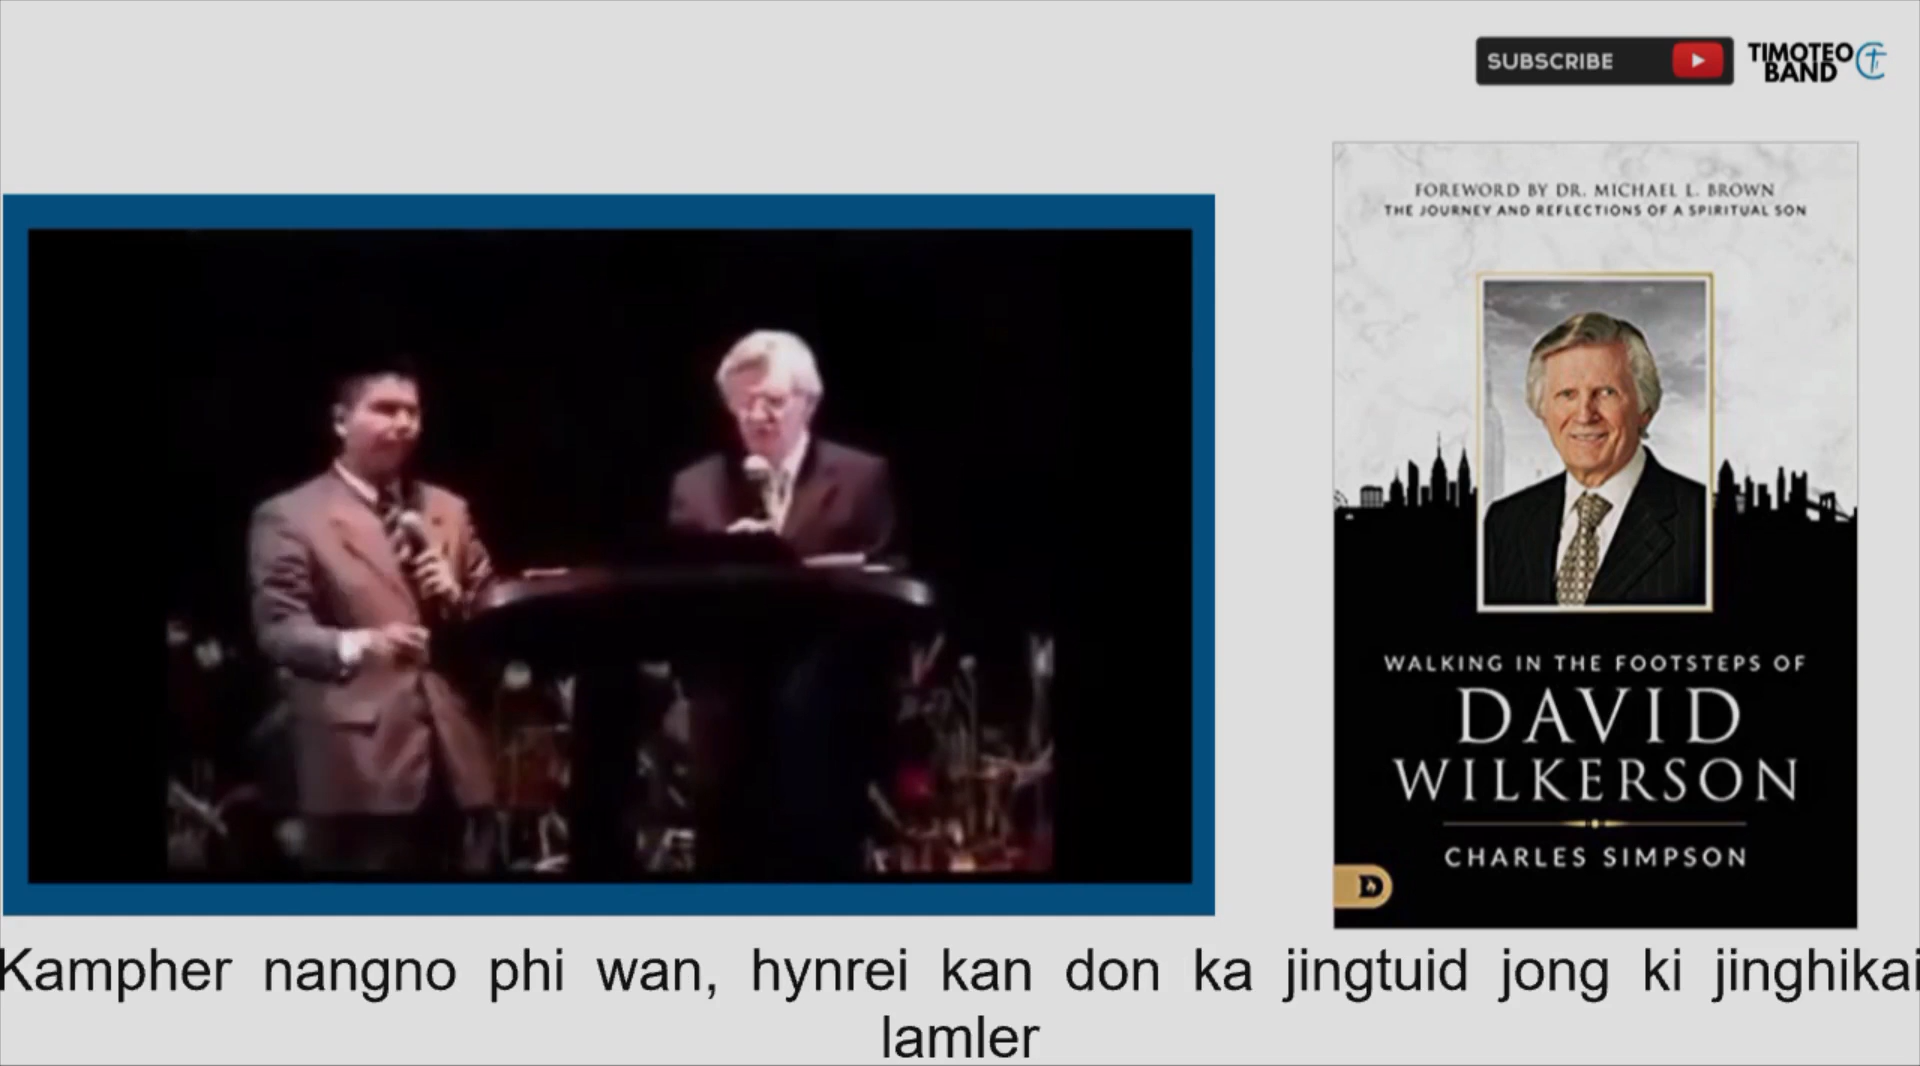 SUBSCRIBE
TIMOTEO
BAND
FOREWORD BY DR. MICHAEL L. BROWN
THE JOURNEY AND REFLECTIONS OF A SPIRITUAL SON
WALKING IN THE FOOTSTEPS OF
DAVID
WILKERSON
CHARLES SIMPSON
D
Kampher nangno phi wan, hynrei kan don ka jingtuid jong ki jinghikai
lamler